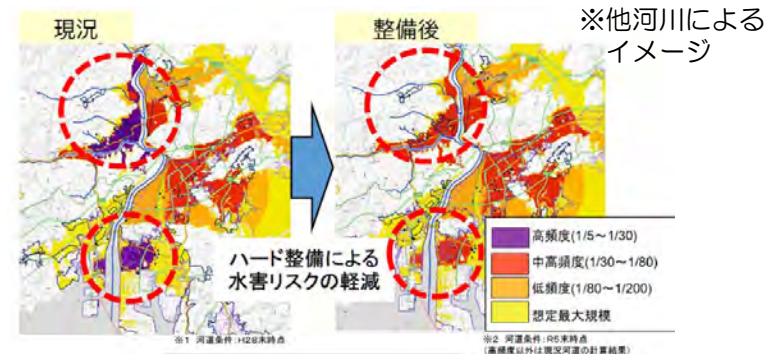 現況
整備後
※他河川による
イメージ
ハード整備による
水害リスクの軽減
高頻度(1/5～1/30)
中高頻度(1/30～1/80)
低頻度(1/80～1/200)
想定最大規模
※1 河道条件:H28末時点
※2 河道条件:R5末時点
(高頻度以外は現況河道の計算結果)